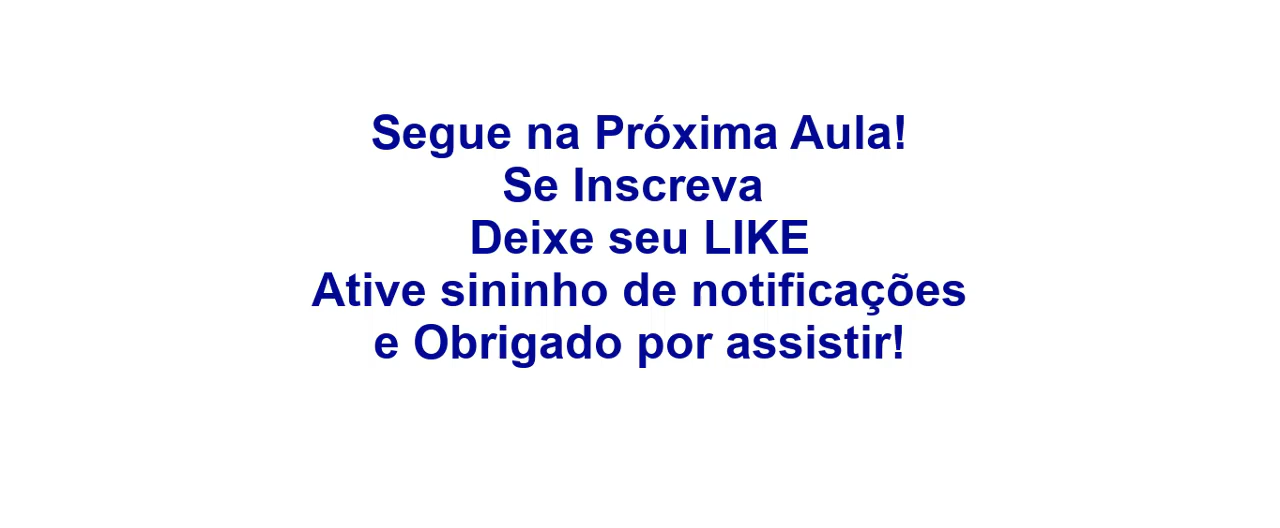 Segue na Próxima Aula!
Se Inscreva
Deixe seu LIKE
Ative sininho de notificações
e Obrigado por assistir!